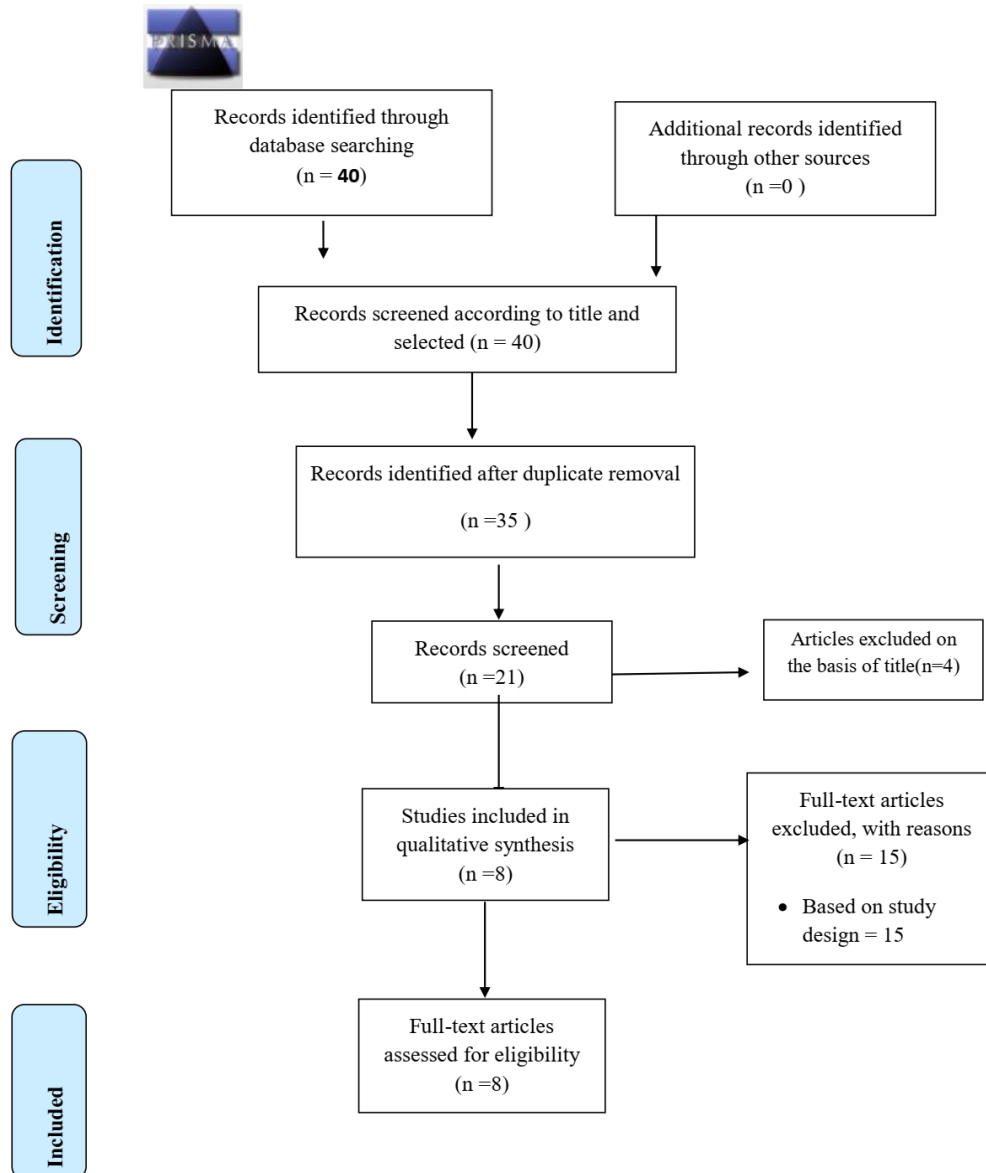 PRISMA
Records identified through
database searching
(n = 40)
Additional records identified
through other sources
(n =0 )
Identification
Records screened according to title and
selected (n = 40)
Records identified after duplicate removal
(n =35 )
Screening
Records screened
(n =21)
Articles excluded on
the basis of title(n=4)
Studies included in
qualitative synthesis
(n =8)
Full-text articles
excluded, with reasons
(n = 15)
• Based on study
design = 15
Eligibility
Full-text articles
assessed for eligibility
(n =8)
Included